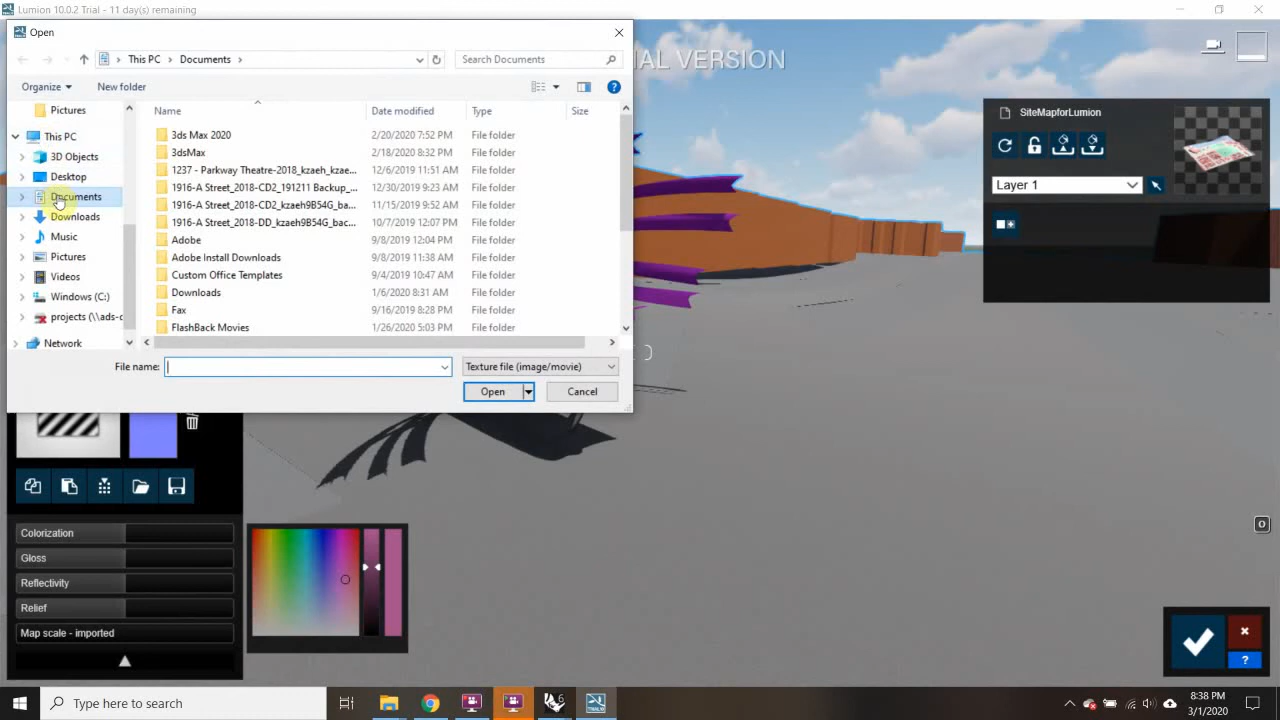 Lumion 10.0.2 Trial - 11 day(s) remaining
Open
This PC
Documents
Search Documents
AL VERSION
Organize
New folder
Pictures
This PC
3D Objects
Desktop
Documents
Downloads
Music
Pictures
Videos
Windows (C:)
projects (\\ads-c
Network
Name
Date modified
Type
Size
3ds Max 2020
2/20/2020 7:52 PM
File folder
3dsMax
2/18/2020 8:32 PM
File folder
1237 - Parkway Theatre-2018_kzaeh_kzae...
12/6/2019 11:51 AM
File folder
1916-A Street_2018-CD2_191211 Backup_...
12/30/2019 9:23 AM
File folder
1916-A Street_2018-CD2_kzaeh9B54G_ba...
11/15/2019 9:52 AM
File folder
1916-A Street_2018-DD_kzaeh9B54G_bac...
10/7/2019 12:07 PM
File folder
Adobe
9/8/2019 12:04 PM
File folder
Adobe Install Downloads
9/8/2019 11:38 AM
File folder
Custom Office Templates
9/4/2019 10:47 AM
File folder
Downloads
1/6/2020 8:31 AM
File folder
Fax
9/16/2019 8:28 PM
File folder
FlashBack Movies
1/26/2020 5:03 PM
File folder
File name:
Texture file (image/movie)
Open
Cancel
SiteMapforLumion
Layer 1
Colorization
Gloss
Reflectivity
Relief
Map scale - imported
O
?
Type here to search
8:38 PM
3/1/2020